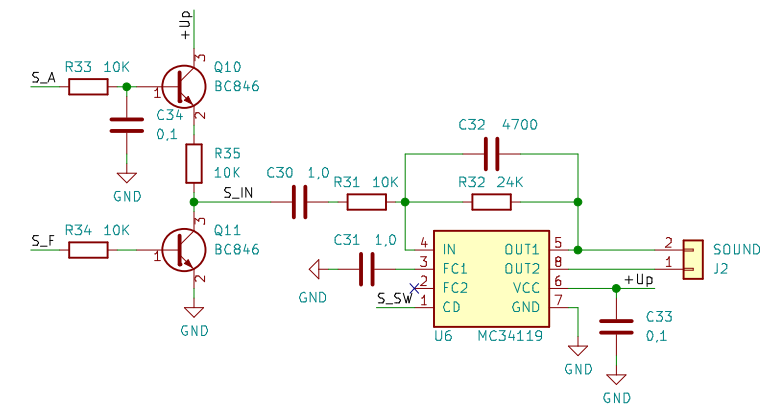 +Up
R33 10K
S_A
3
Q10
BC846
1
2
C34
0,1
GND
R35
10K
S_IN
C30 1,0
R31 10K
C32 4700
R32 24K
R34 10K
S_F
3
Q11
BC846
1
2
GND
C31 1,0
GND
S_SW
4 IN OUT1 5
3 FC1 OUT2 8
2 FC2 VCC 6
1 CD GND 7
U6 MC34119
2 SOUND
1 J2
+Up
C33
0,1
GND
GND